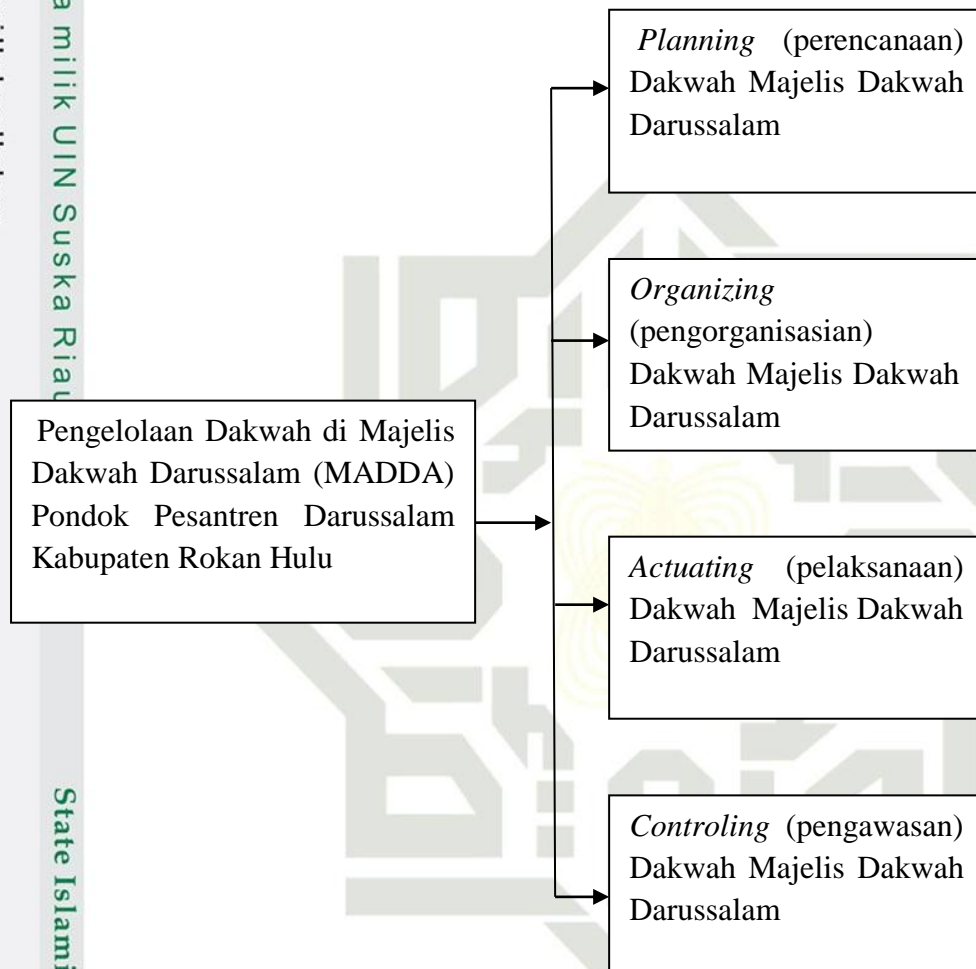 a milik UIN Suska Riau
State Islami
Planning (perencanaan)
Dakwah Majelis Dakwah
Darussalam
Organizing
(pengorganisasian)
Dakwah Majelis Dakwah
Darussalam
Pengelolaan Dakwah di Majelis
Dakwah Darussalam (MADDA)
Pondok Pesantren Darussalam
Kabupaten Rokan Hulu
Actuating (pelaksanaan)
Dakwah Majelis Dakwah
Darussalam
Controling (pengawasan)
Dakwah Majelis Dakwah
Darussalam